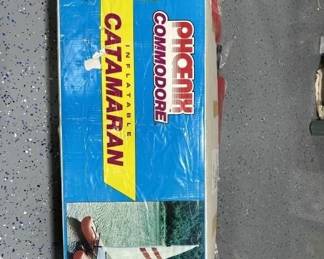 PHOENIX
COMMODORE
INFLATABLE
CATAMARAN